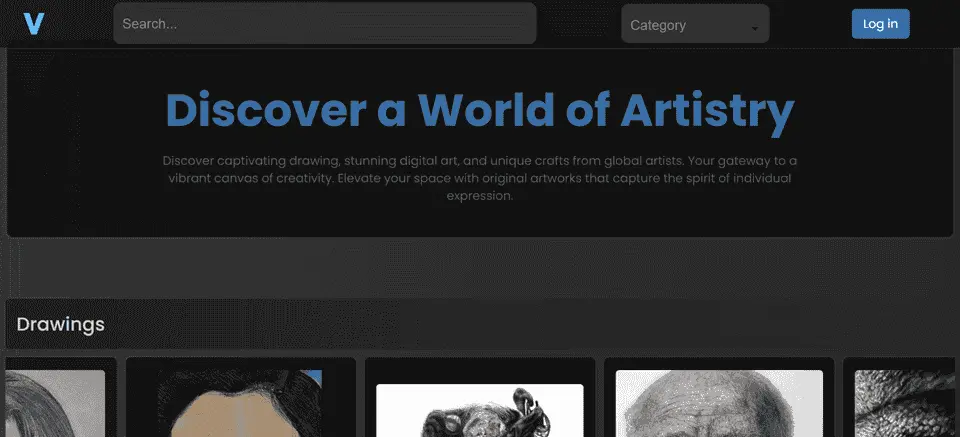 V
Search...
Category
Log in
Discover a World of Artistry
Discover captivating drawing, stunning digital art, and unique crafts from global artists. Your gateway to a
vibrant canvas of creativity. Elevate your space with original artworks that capture the spirit of individual
expression.
Drawings